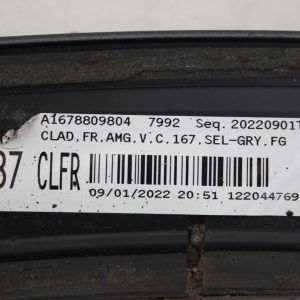 A1678809804 7992 Seq. 20220901T
CLAD,FR,AMG,V,C,167,SEL-GRY,FG
37 CLFR
09/01/2022 20:51 122044769